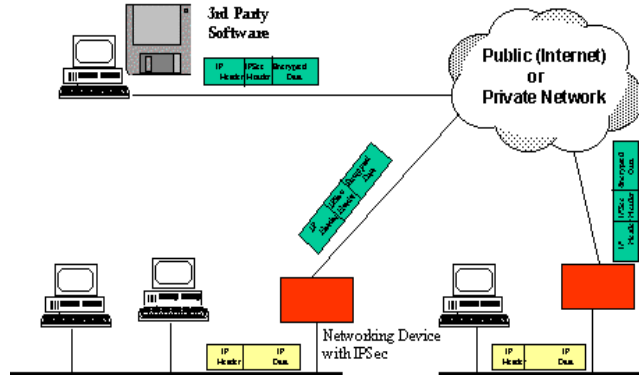 3rd Party
Software
IP Header
IPSec Header
Encrypted Data
Public (Internet)
or
Private Network
IP Header
IPSec Header
Encrypted Data
IP Header
IPSec Header
Encrypted Data
Networking Device
with IPSec
IP Header
IP Data
IP Header
IP Data